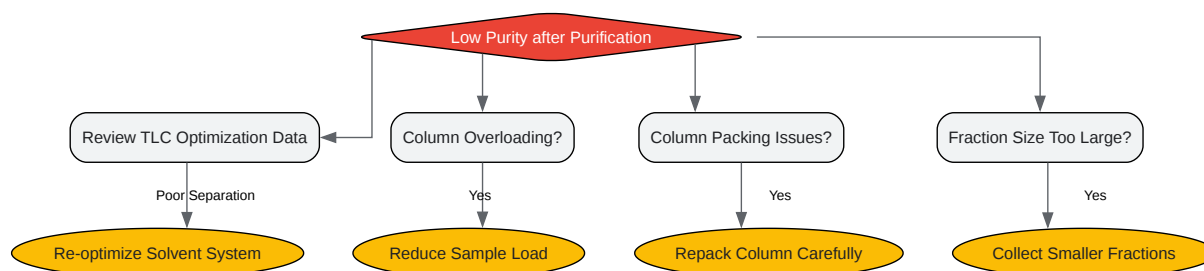 Low Purity after Purification
Review TLC Optimization Data
Column Overloading?
Column Packing Issues?
Fraction Size Too Large?
Poor Separation
Yes
Yes
Yes
Re-optimize Solvent System
Reduce Sample Load
Repack Column Carefully
Collect Smaller Fractions